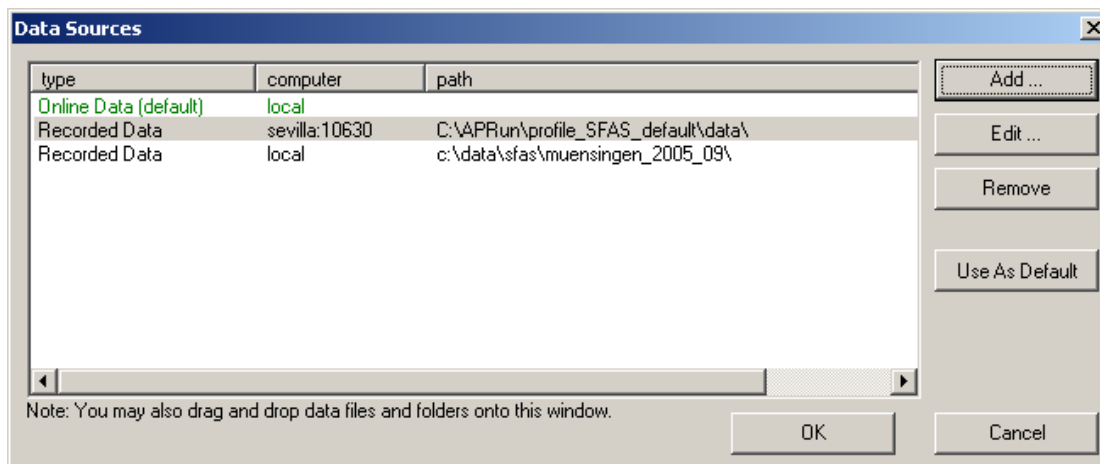 Data Sources
type computer path
Online Data (default) local
Recorded Data sevilla:10630 C:\APRun\profile_SFAS_default\data\
Recorded Data local c:\data\sfas\muensingen_2005_09\
Add ...
Edit ...
Remove
Use As Default
Note: You may also drag and drop data files and folders onto this window.
OK Cancel